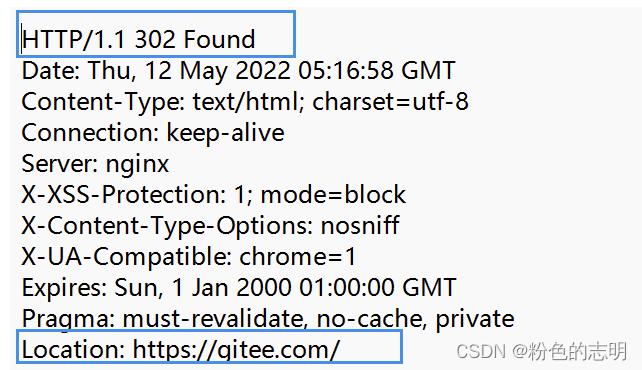 HTTP/1.1 302 Found
Date: Thu, 12 May 2022 05:16:58 GMT
Content-Type: text/html; charset=utf-8
Connection: keep-alive
Server: nginx
X-XSS-Protection: 1; mode=block
X-Content-Type-Options: nosniff
X-UA-Compatible: chrome=1
Expires: Sun, 1 Jan 2000 01:00:00 GMT
Pragma: must-revalidate, no-cache, private
Location: https://gitee.com/
CSDN @粉色的志明